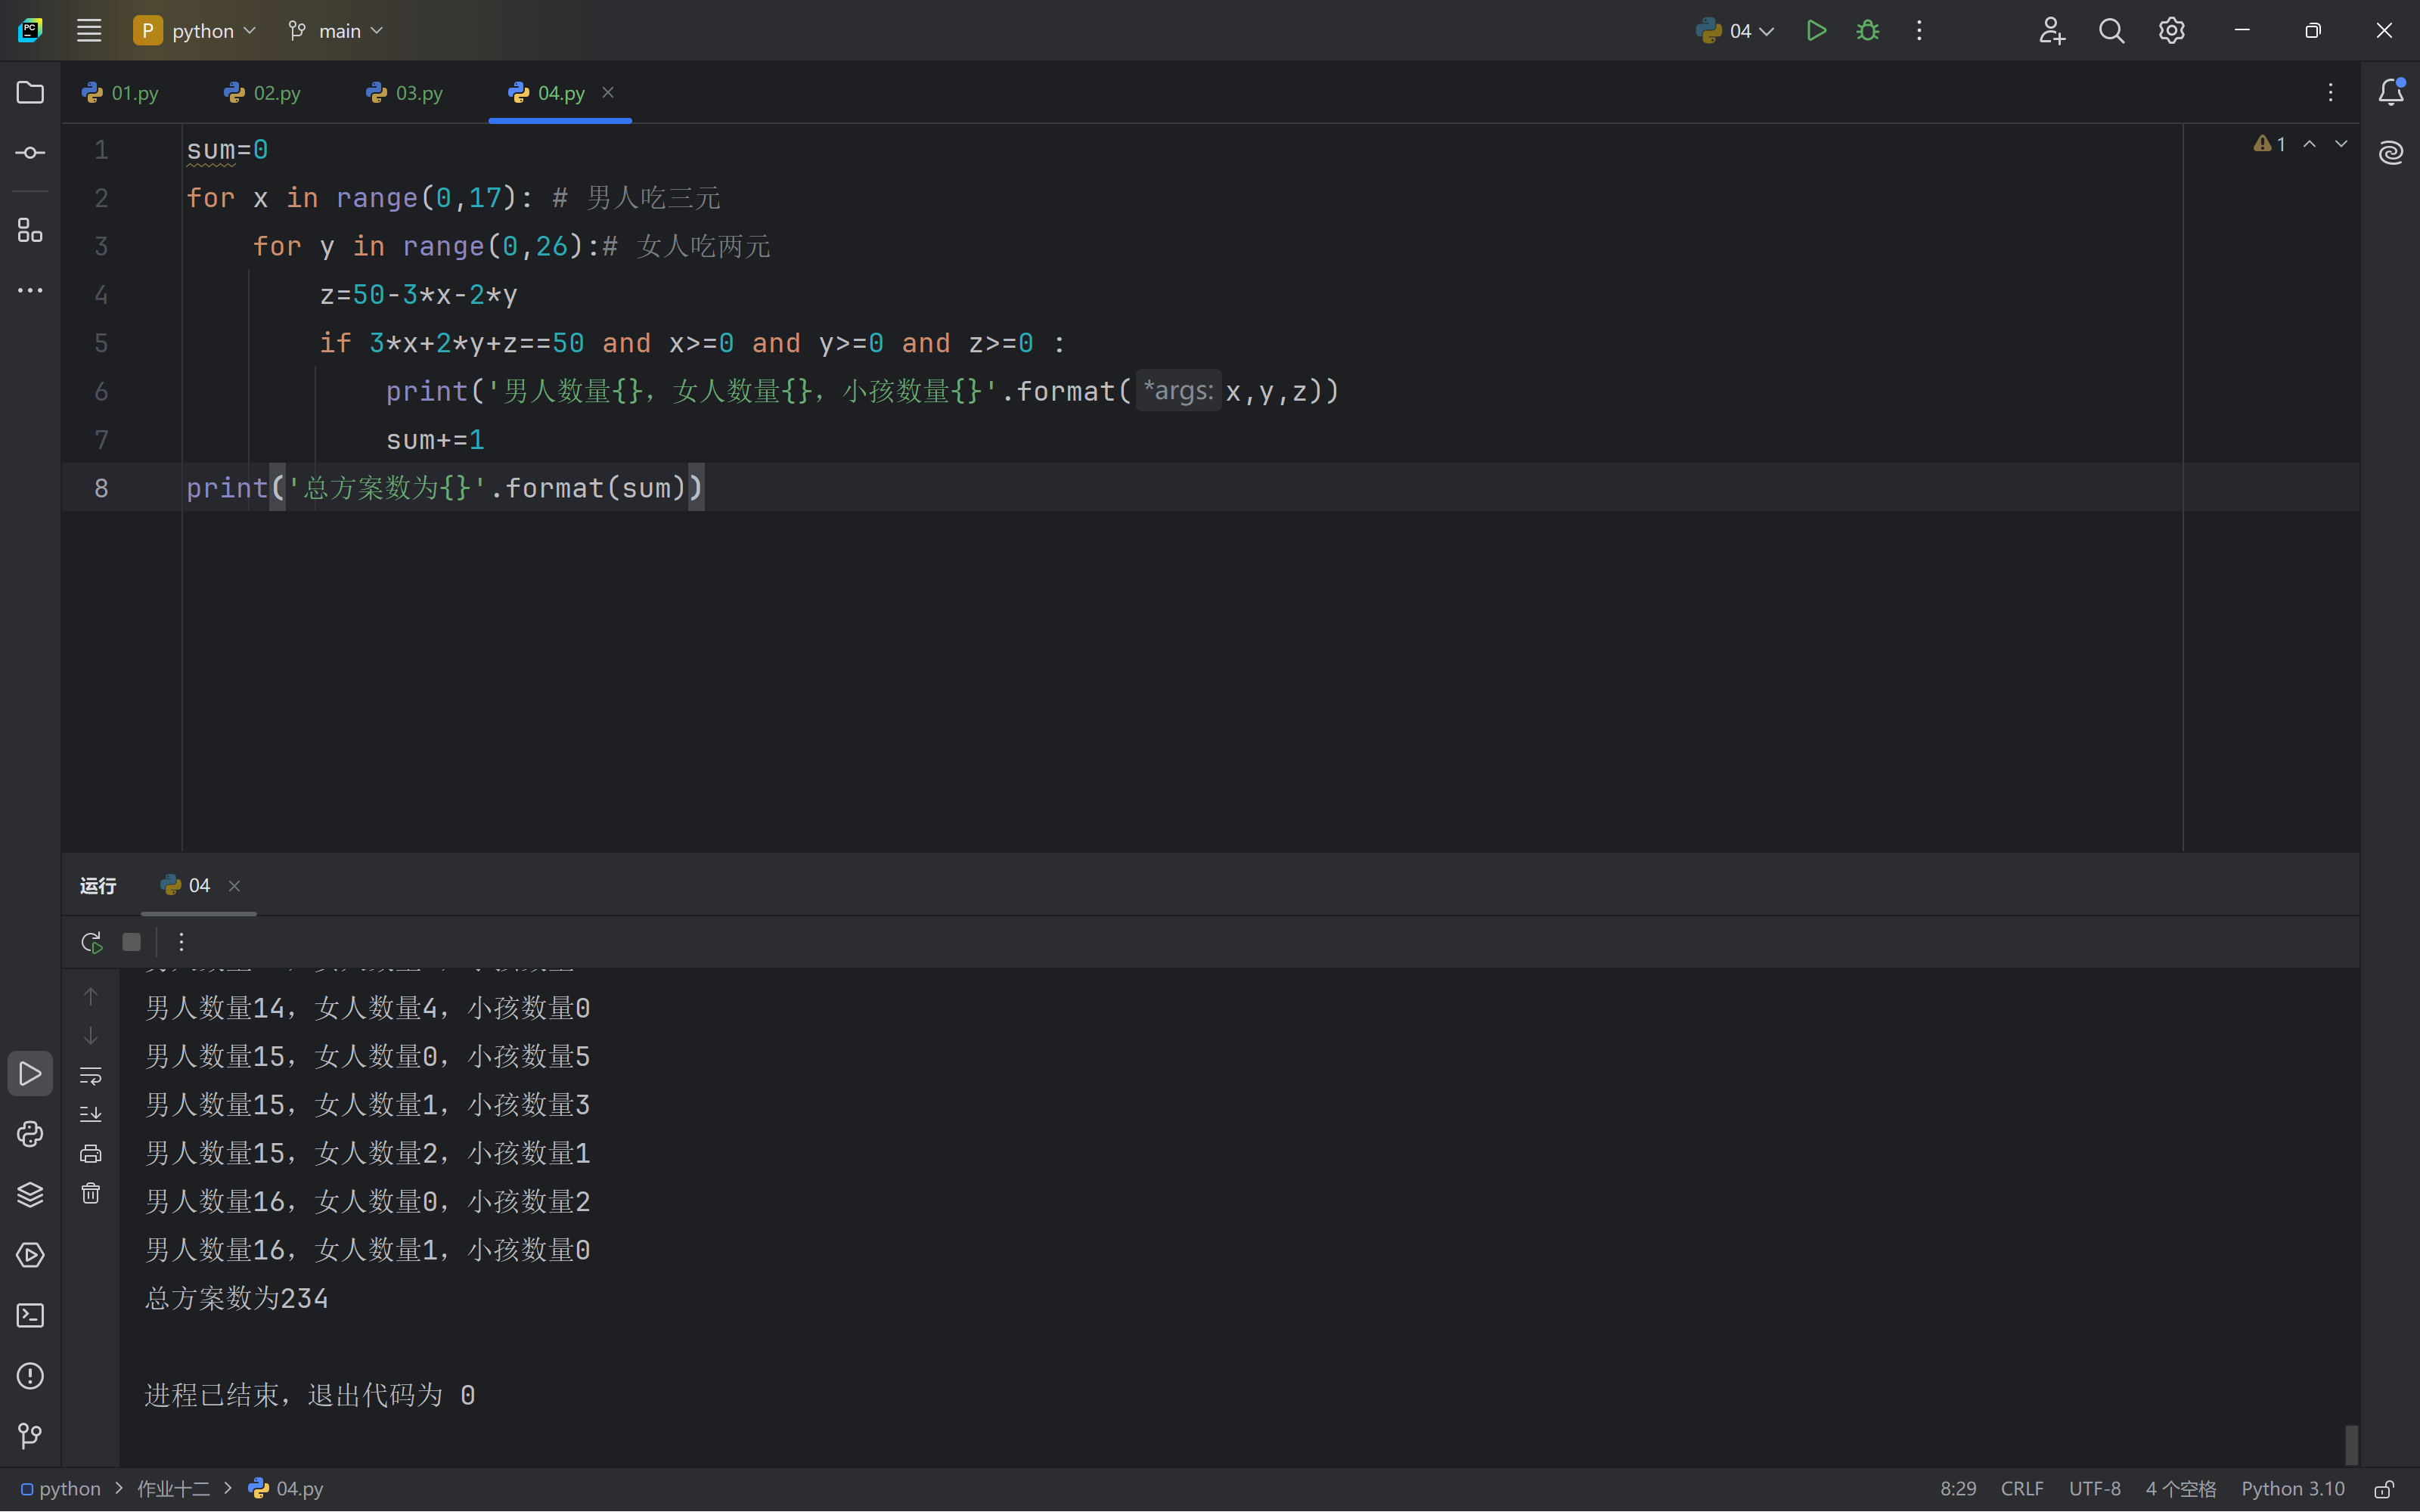 PC
P python main 04
01.py 02.py 03.py 04.py
1 sum=0
2 for x in range(0,17): # 男人吃三元
3     for y in range(0,26):# 女人吃两元
4         z=50-3*x-2*y
5         if 3*x+2*y+z==50 and x>=0 and y>=0 and z>=0 :
6             print('男人数量{}，女人数量{}，小孩数量{}'.format( *args: x,y,z))
7             sum+=1
8 print('总方案数为{}'.format(sum))
1
运行 04
男人数量14，女人数量4，小孩数量0
男人数量15，女人数量0，小孩数量5
男人数量15，女人数量1，小孩数量3
男人数量15，女人数量2，小孩数量1
男人数量16，女人数量0，小孩数量2
男人数量16，女人数量1，小孩数量0
总方案数为234
进程已结束，退出代码为 0
python > 作业十二 > 04.py 8:29 CRLF UTF-8 4 个空格 Python 3.10